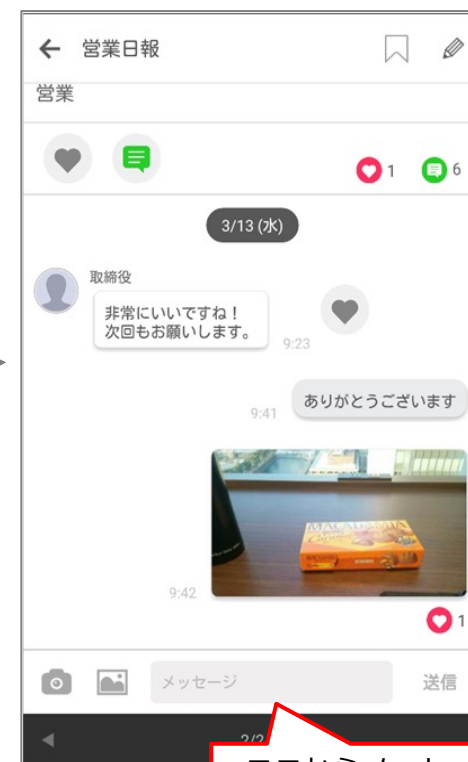 営業日報
営業
1
6
3/13 (水)
取締役
非常にいいですね！
次回もお願いします。
9:23
ありがとうございます
9:41
MACADAMIA
9:42
1
メッセージ
送信